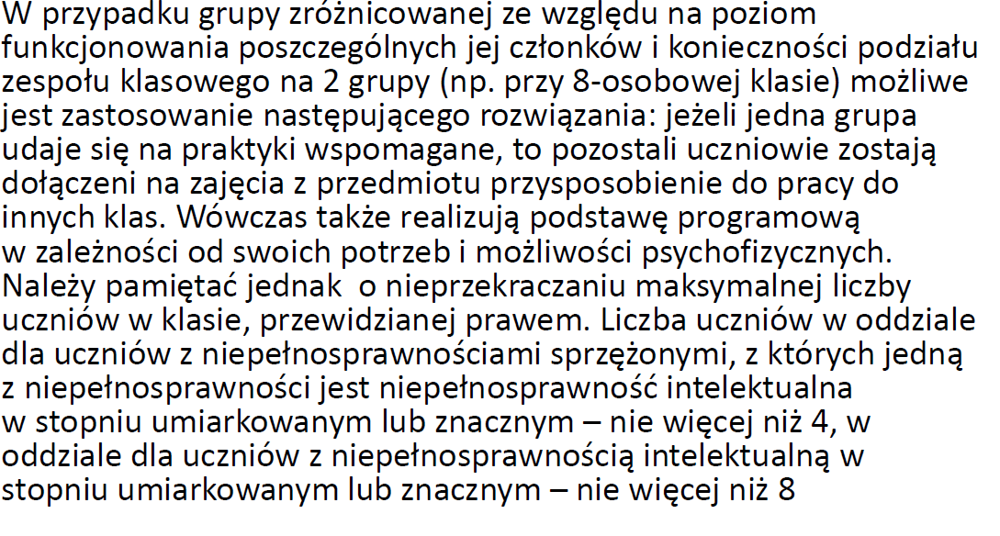 W przypadku grupy zróżnicowanej ze względu na poziom
funkcjonowania poszczególnych jej członków i konieczności podziału
zespołu klasowego na 2 grupy (np. przy 8-osobowej klasie) możliwe
jest zastosowanie następującego rozwiązania: jeżeli jedna grupa
udaje się na praktyki wspomagane, to pozostali uczniowie zostają
dołączeni na zajęcia z przedmiotu przysposobienie do pracy do
innych klas. Wówczas także realizują podstawę programową
w zależności od swoich potrzeb i możliwości psychofizycznych.
Należy pamiętać jednak  o nieprzekraczaniu maksymalnej liczby
uczniów w klasie, przewidzianej prawem. Liczba uczniów w oddziale
dla uczniów z niepełnosprawnościami sprzężonymi, z których jedną
z niepełnosprawności jest niepełnosprawność intelektualna
w stopniu umiarkowanym lub znacznym – nie więcej niż 4, w
oddziale dla uczniów z niepełnosprawnością intelektualną w
stopniu umiarkowanym lub znacznym – nie więcej niż 8